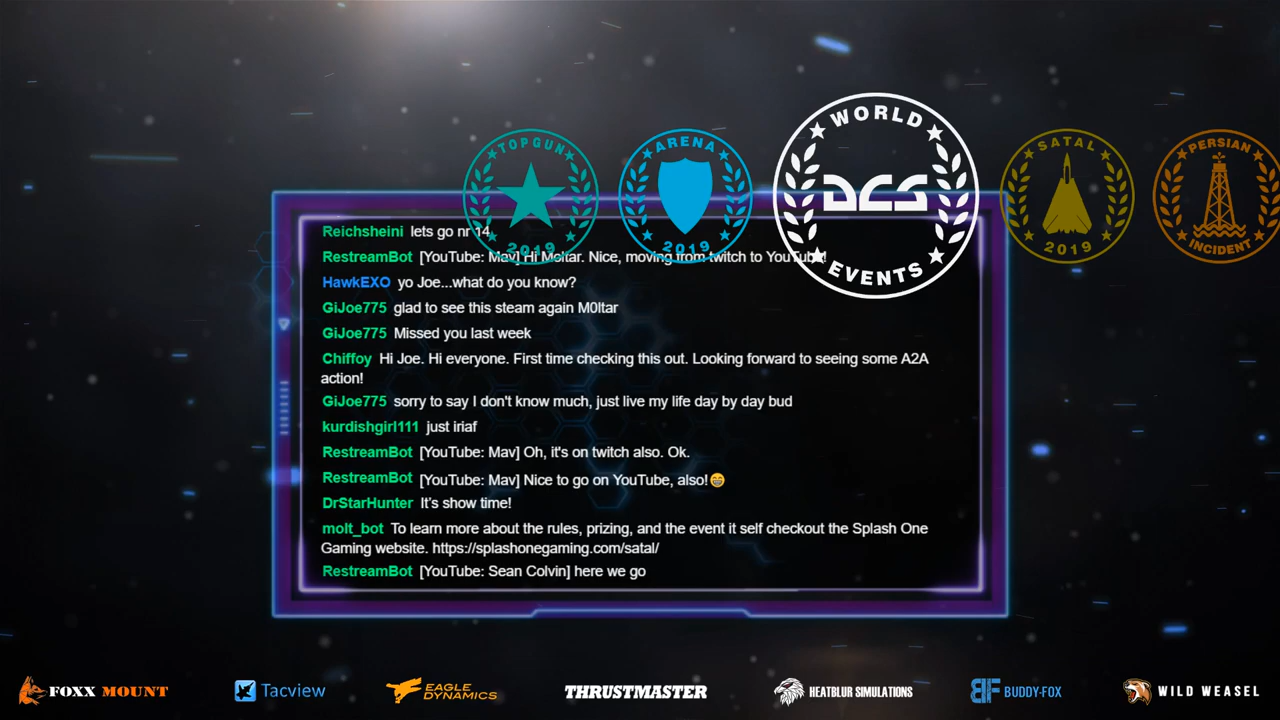 WORLD
DCS
EVENTS
TOPGUN
2019
ARENA
2019
SATAL
2019
PERSIAN
INCIDENT
Reichsheini lets go nr 14
RestreamBot [YouTube: Mav] Hi Moltar. Nice, moving from twitch to YouTube!
HawkEXO yo Joe...what do you know?
GiJoe775 glad to see this steam again M0ltar
GiJoe775 Missed you last week
Chiffoy Hi Joe. Hi everyone. First time checking this out. Looking forward to seeing some A2A
action!
GiJoe775 sorry to say I don't know much, just live my life day by day bud
kurdishgirl111 just iriaf
RestreamBot [YouTube: Mav] Oh, it's on twitch also. Ok.
RestreamBot [YouTube: Mav] Nice to go on YouTube, also!😁
DrStarHunter It's show time!
molt_bot To learn more about the rules, prizing, and the event it self checkout the Splash One
Gaming website. https://splashonegaming.com/satal/
RestreamBot [YouTube: Sean Colvin] here we go
FOXX MOUNT
Tacview
EAGLE
DYNAMICS
THRUSTMASTER
HEATBLUR SIMULATIONS
BF BUDDY-FOX
WILD WEASEL